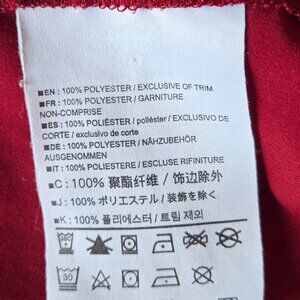 ■EN: 100% POLYESTER / EXCLUSIVE OF TRIM
■FR: 100% POLYESTER / GARNITURE
NON-COMPRISE
■ES: 100% POLIÉSTER / poliéster / EXCLUSIVO DE
CORTE / exclusivo de corte
■DE: 100% POLYESTER / NÄHZUBEHÖR
AUSGENOMMEN
■IT: 100% POLIESTERE / ESCLUSE RIFINITURE
■C: 100% 聚酯纤维 / 饰边除外
■J: 100% ポリエステル / 装飾を除く
■K: 100% 폴리에스터 / 트림 제외
30